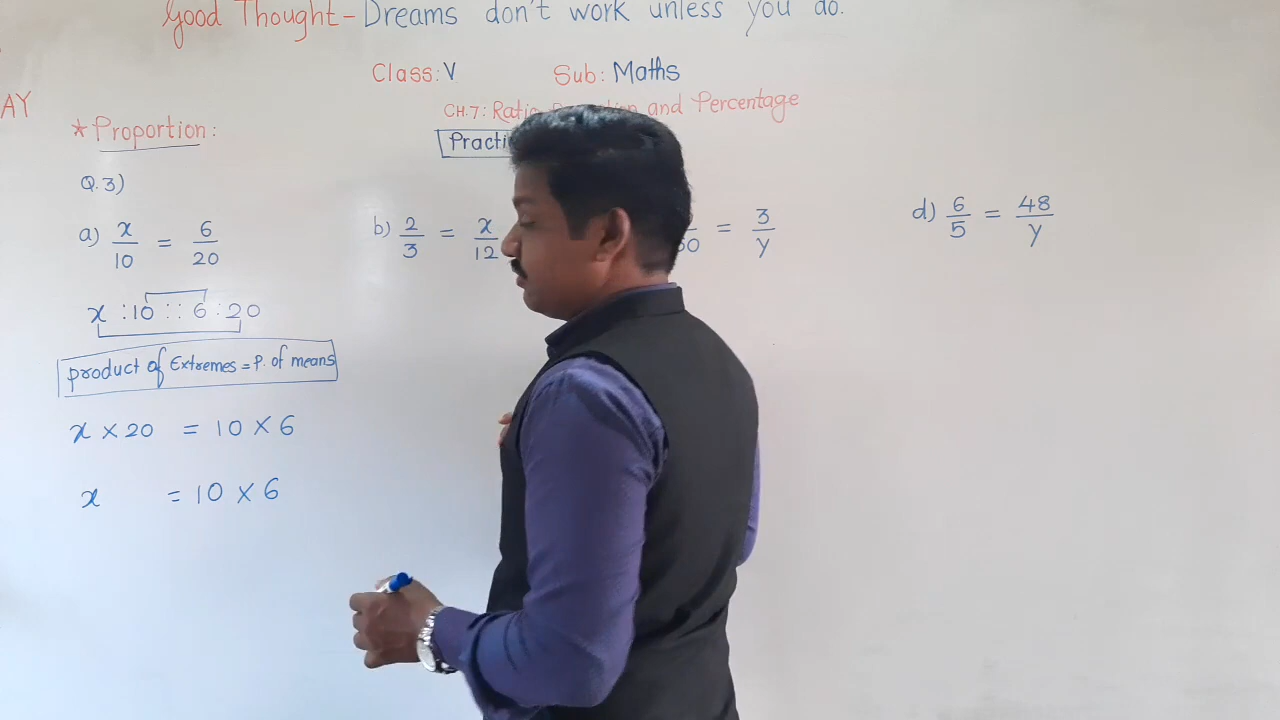 Good Thought - Dreams don't work unless you do.
Class: V Sub: Maths
AY
CH.7: Ratio and Percentage
* Proportion:
Q.3)
a) x/10 = 6/20
b) 2/3 = x/12
= 3/y
d) 6/5 = 48/y
x : 10 :: 6 : 20
product of Extremes = P. of means
x × 20 = 10 × 6
x = 10 × 6